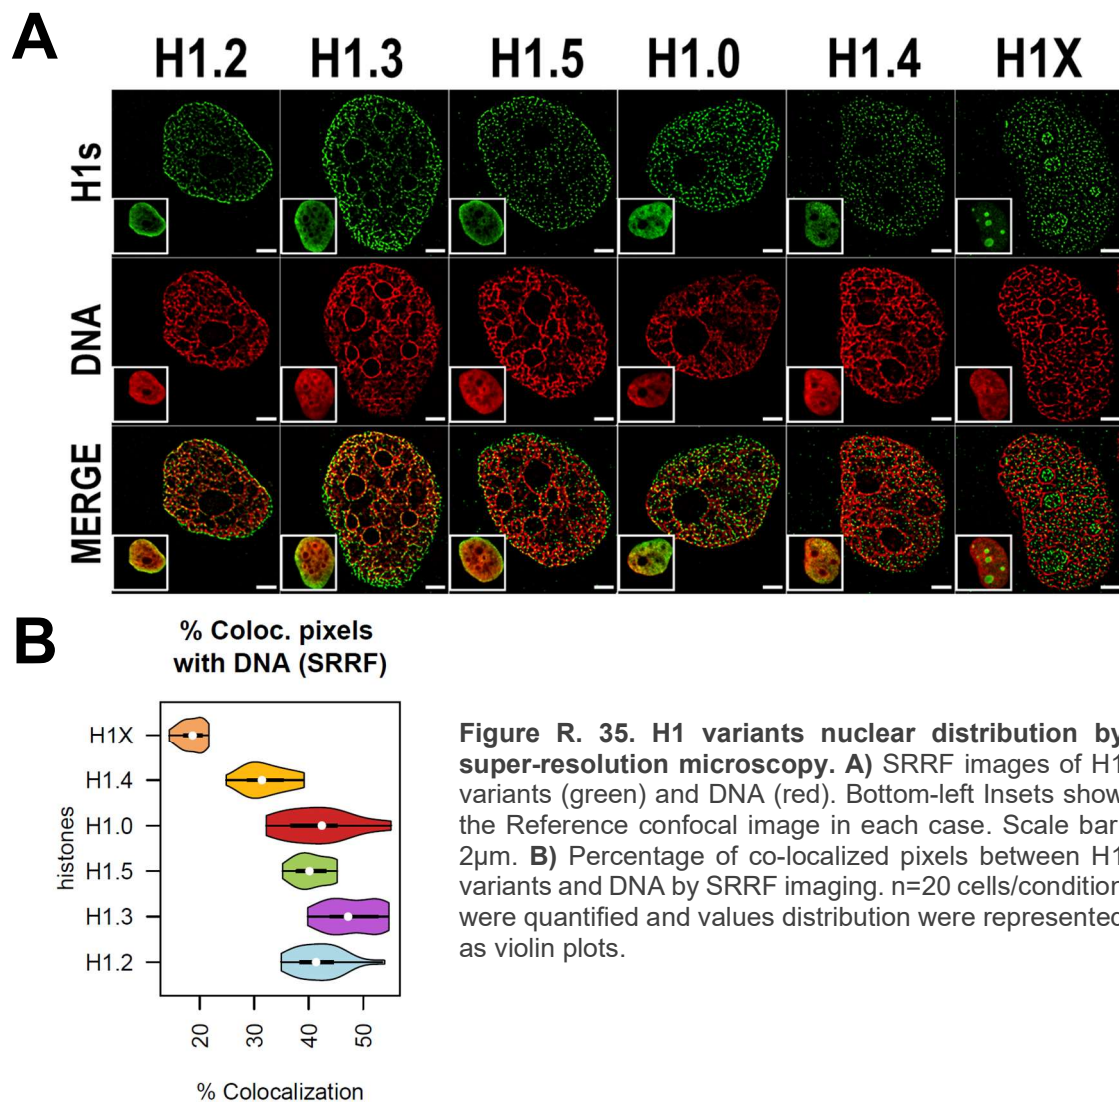 A
H1.2 H1.3 H1.5 H1.0 H1.4 H1X
H1s
DNA
MERGE
B
% Coloc. pixels
with DNA (SRRF)
histones
H1X
H1.4
H1.0
H1.5
H1.3
H1.2
20 30 40 50
% Colocalization
Figure R. 35. H1 variants nuclear distribution by
super-resolution microscopy. A) SRRF images of H1
variants (green) and DNA (red). Bottom-left Insets show
the Reference confocal image in each case. Scale bar
2µm. B) Percentage of co-localized pixels between H1
variants and DNA by SRRF imaging. n=20 cells/condition
were quantified and values distribution were represented
as violin plots.